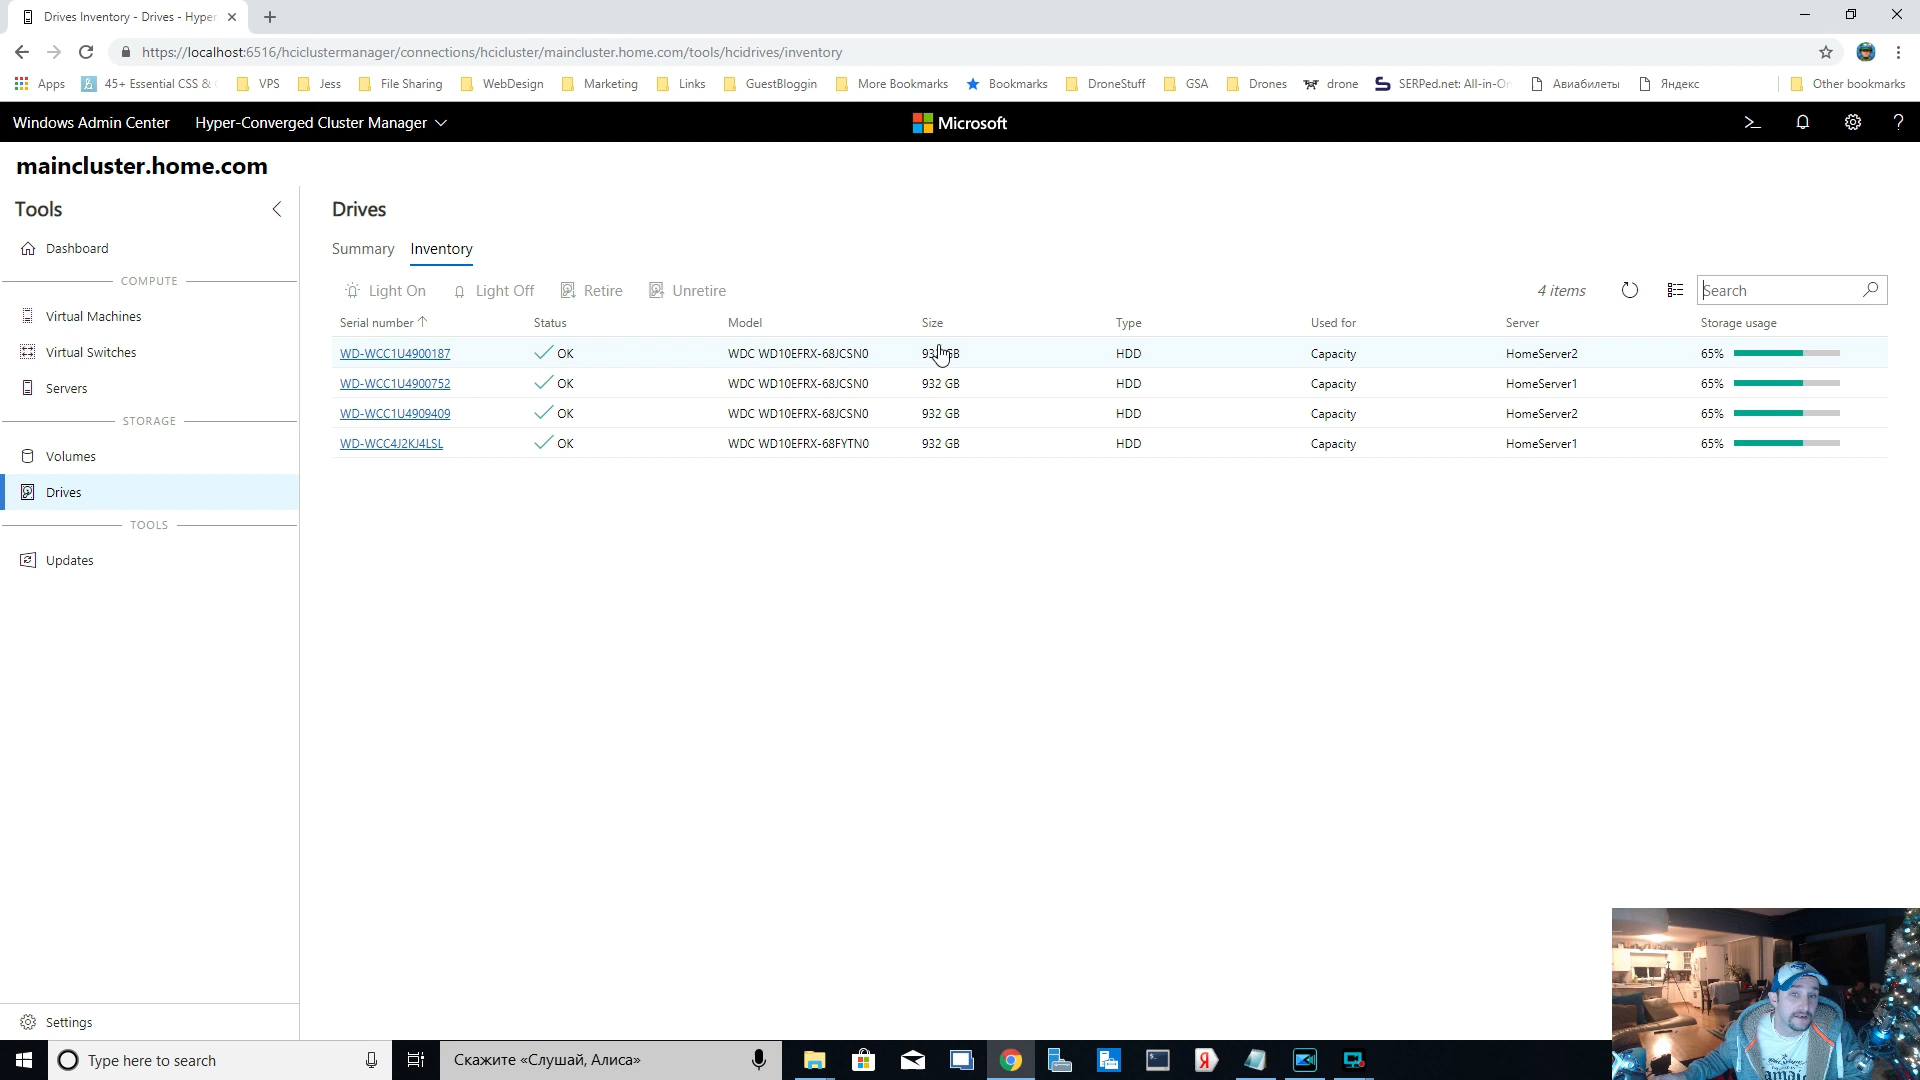 Drives Inventory - Drives - Hyper
https://localhost:6516/hciclustermanager/connections/hcicluster/maincluster.home.com/tools/hcidrives/inventory
Apps 45+ Essential CSS & VPS Jess File Sharing WebDesign Marketing Links GuestBloggin More Bookmarks Bookmarks DroneStuff GSA Drones drone SERPed.net: All-in-On Авиабилеты Яндекс Other bookmarks
Windows Admin Center Hyper-Converged Cluster Manager Microsoft
maincluster.home.com
Tools
Dashboard
COMPUTE
Virtual Machines
Virtual Switches
Servers
STORAGE
Volumes
Drives
TOOLS
Updates
Settings
Drives
Summary Inventory
Light On Light Off Retire Unretire 4 items Search
Serial number Status Model Size Type Used for Server Storage usage
WD-WCC1U4900187 OK WDC WD10EFRX-68JCSN0 HDD Capacity HomeServer2 65%
WD-WCC1U4900752 OK WDC WD10EFRX-68JCSN0 932 GB HDD Capacity HomeServer1 65%
WD-WCC1U4909409 OK WDC WD10EFRX-68JCSN0 932 GB HDD Capacity HomeServer2 65%
WD-WCC4J2KJ4LSL OK WDC WD10EFRX-68FYTN0 932 GB HDD Capacity HomeServer1 65%
Type here to search Скажите «Слушай, Алиса»